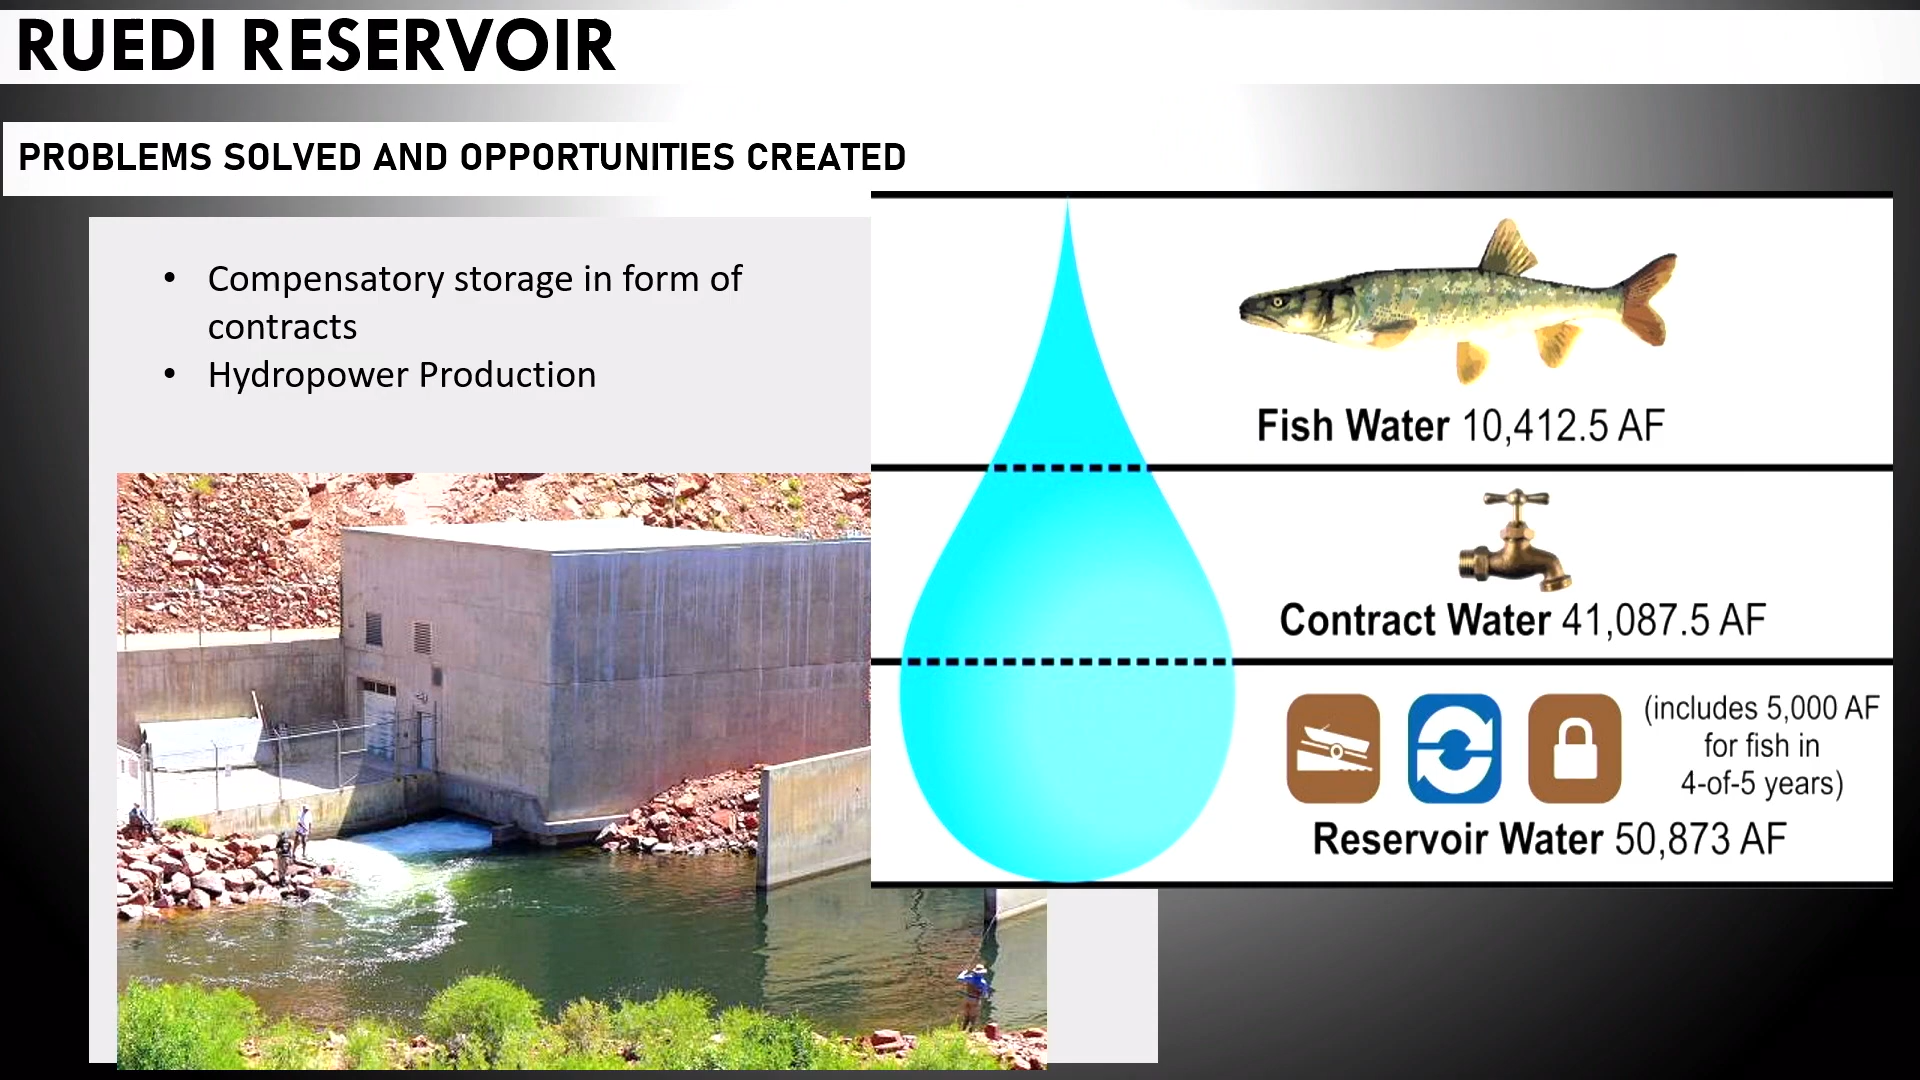 RUEDI RESERVOIR
PROBLEMS SOLVED AND OPPORTUNITIES CREATED
• Compensatory storage in form of
contracts
• Hydropower Production
Fish Water 10,412.5 AF
Contract Water 41,087.5 AF
(includes 5,000 AF
for fish in
4-of-5 years)
Reservoir Water 50,873 AF